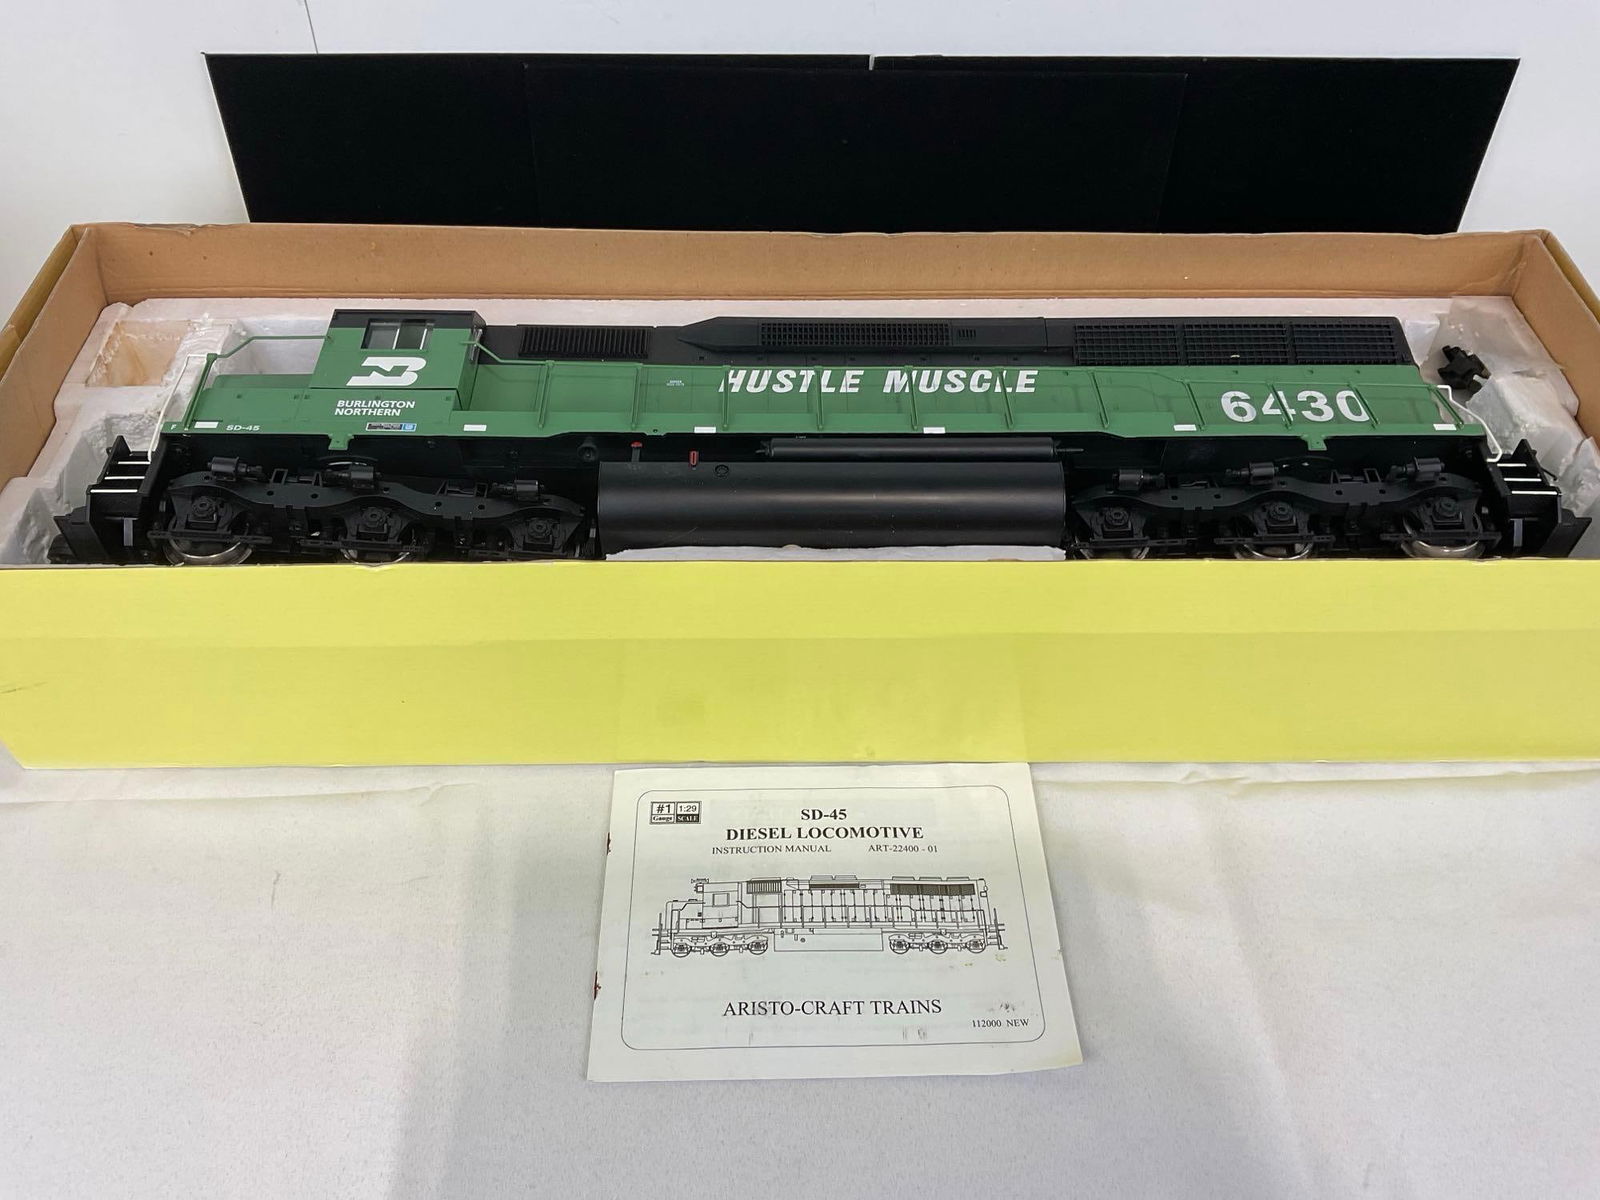 HUSTLE MUSCLE
6430
BN
BURLINGTON
NORTHERN
F
SD-45
#1
Gauge
1:29
SCALE
SD-45
DIESEL LOCOMOTIVE
INSTRUCTION MANUAL ART-22400 - 01
ARISTO-CRAFT TRAINS
112000 NEW